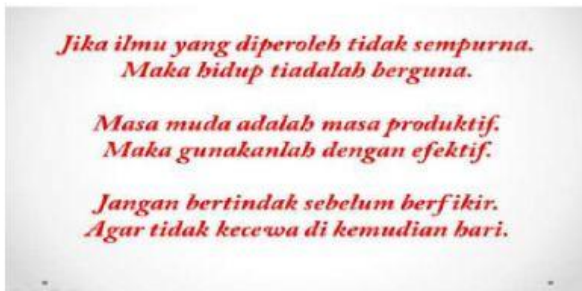 Jika ilmu yang diperoleh tidak sempurna.
Maka hidup tiadalah berguna.
Masa muda adalah masa produktif.
Maka gunakanlah dengan efektif.
Jangan bertindak sebelum berfikir.
Agar tidak kecewa di kemudian hari.